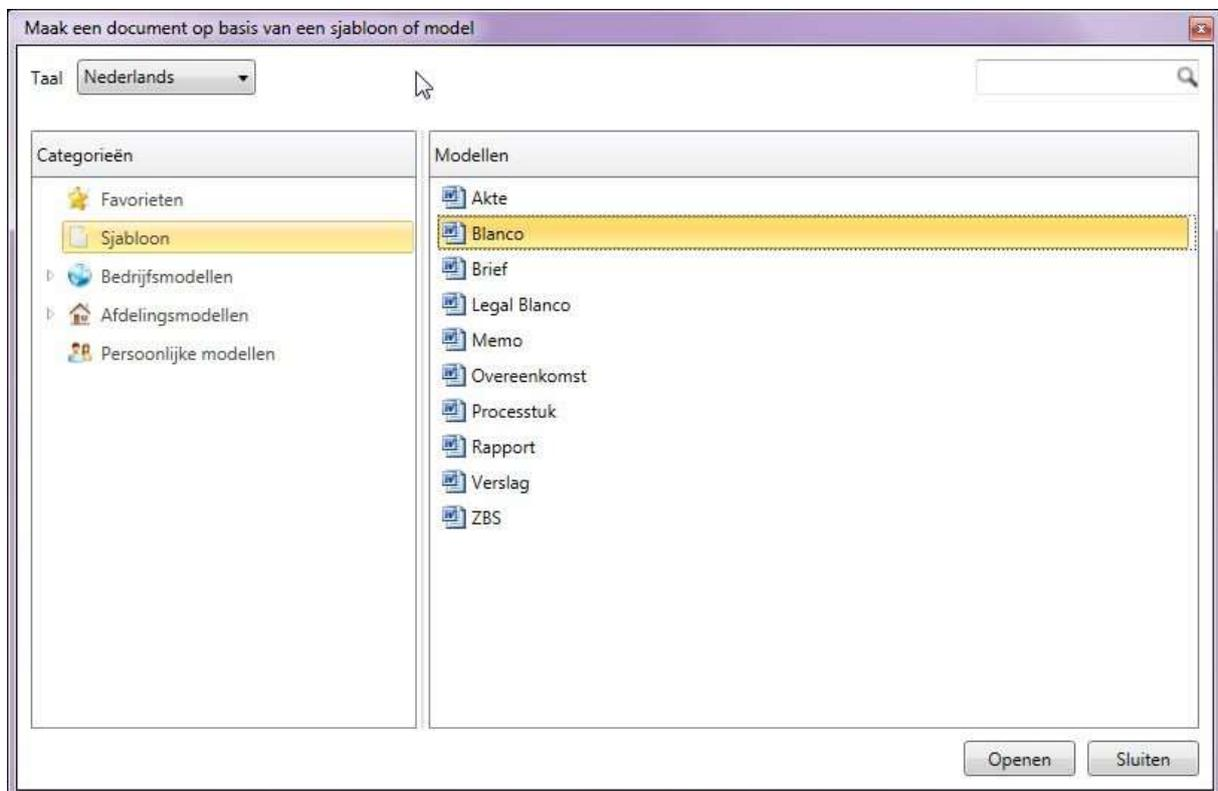 Maak een document op basis van een sjabloon of model
Taal Nederlands
Categorieën
Favorieten
Sjabloon
Bedrijfsmodellen
Afdelingsmodellen
Persoonlijke modellen
Modellen
Akte
Blanco
Brief
Legal Blanco
Memo
Overeenkomst
Processtuk
Rapport
Verslag
ZBS
Openen Sluiten